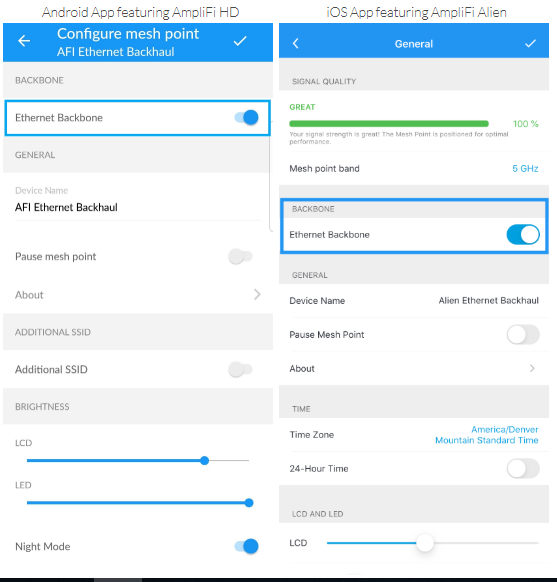 Android App featuring AmpliFi HD
Configure mesh point
AFI Ethernet Backhaul
BACKBONE
Ethernet Backbone
GENERAL
Device Name
AFI Ethernet Backhaul
Pause mesh point
About
ADDITIONAL SSID
Additional SSID
BRIGHTNESS
LCD
LED
Night Mode
iOS App featuring AmpliFi Alien
General
SIGNAL QUALITY
GREAT
100 %
Your signal strength is great! The Mesh Point is positioned for optimal
performance.
Mesh point band 5 GHz
BACKBONE
Ethernet Backbone
GENERAL
Device Name Alien Ethernet Backhaul
Pause Mesh Point
About
TIME
Time Zone America/Denver
Mountain Standard Time
24-Hour Time
LCD AND LED
LCD